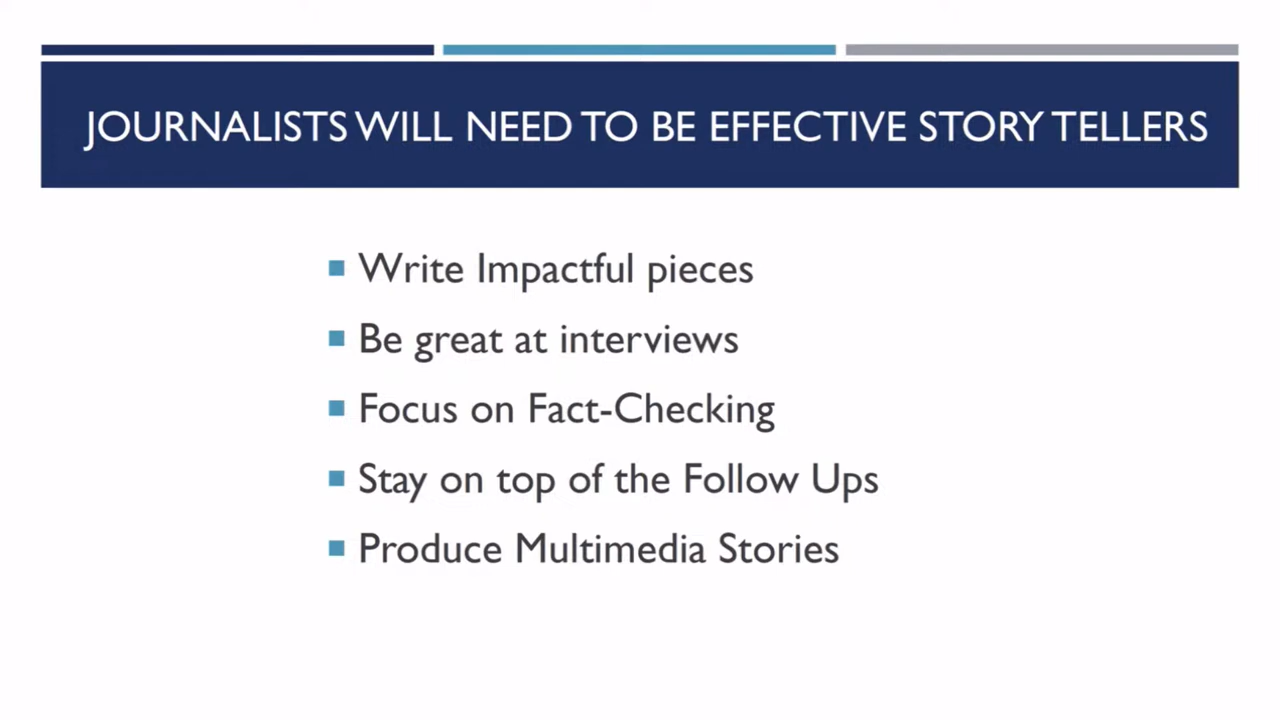 JOURNALISTS WILL NEED TO BE EFFECTIVE STORY TELLERS
Write Impactful pieces
Be great at interviews
Focus on Fact-Checking
Stay on top of the Follow Ups
Produce Multimedia Stories